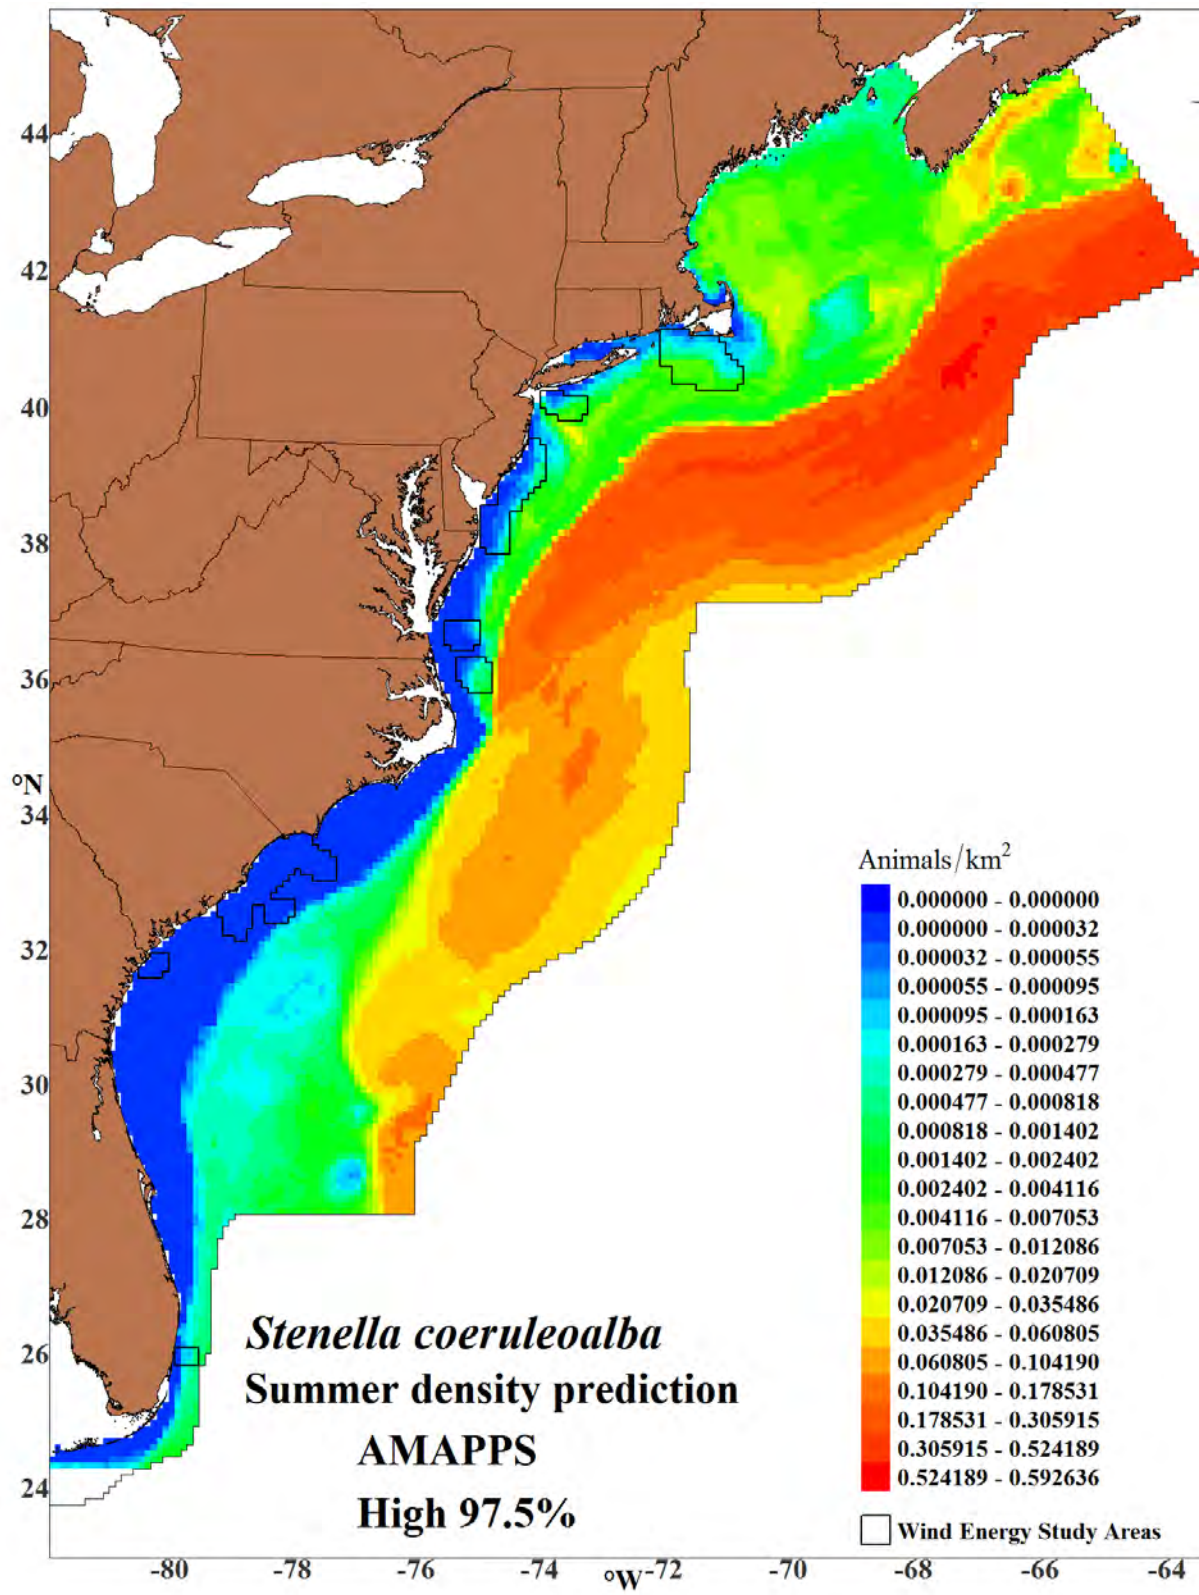 44
42
40
38
36
°N
34
32
30
28
26
24
Animals/km²
0.000000 - 0.000000
0.000000 - 0.000032
0.000032 - 0.000055
0.000055 - 0.000095
0.000095 - 0.000163
0.000163 - 0.000279
0.000279 - 0.000477
0.000477 - 0.000818
0.000818 - 0.001402
0.001402 - 0.002402
0.002402 - 0.004116
0.004116 - 0.007053
0.007053 - 0.012086
0.012086 - 0.020709
0.020709 - 0.035486
0.035486 - 0.060805
0.060805 - 0.104190
0.104190 - 0.178531
0.178531 - 0.305915
0.305915 - 0.524189
0.524189 - 0.592636
Wind Energy Study Areas
Stenella coeruleoalba
Summer density prediction
AMAPPS
High 97.5%
-80 -78 -76 -74 °W -72 -70 -68 -66 -64